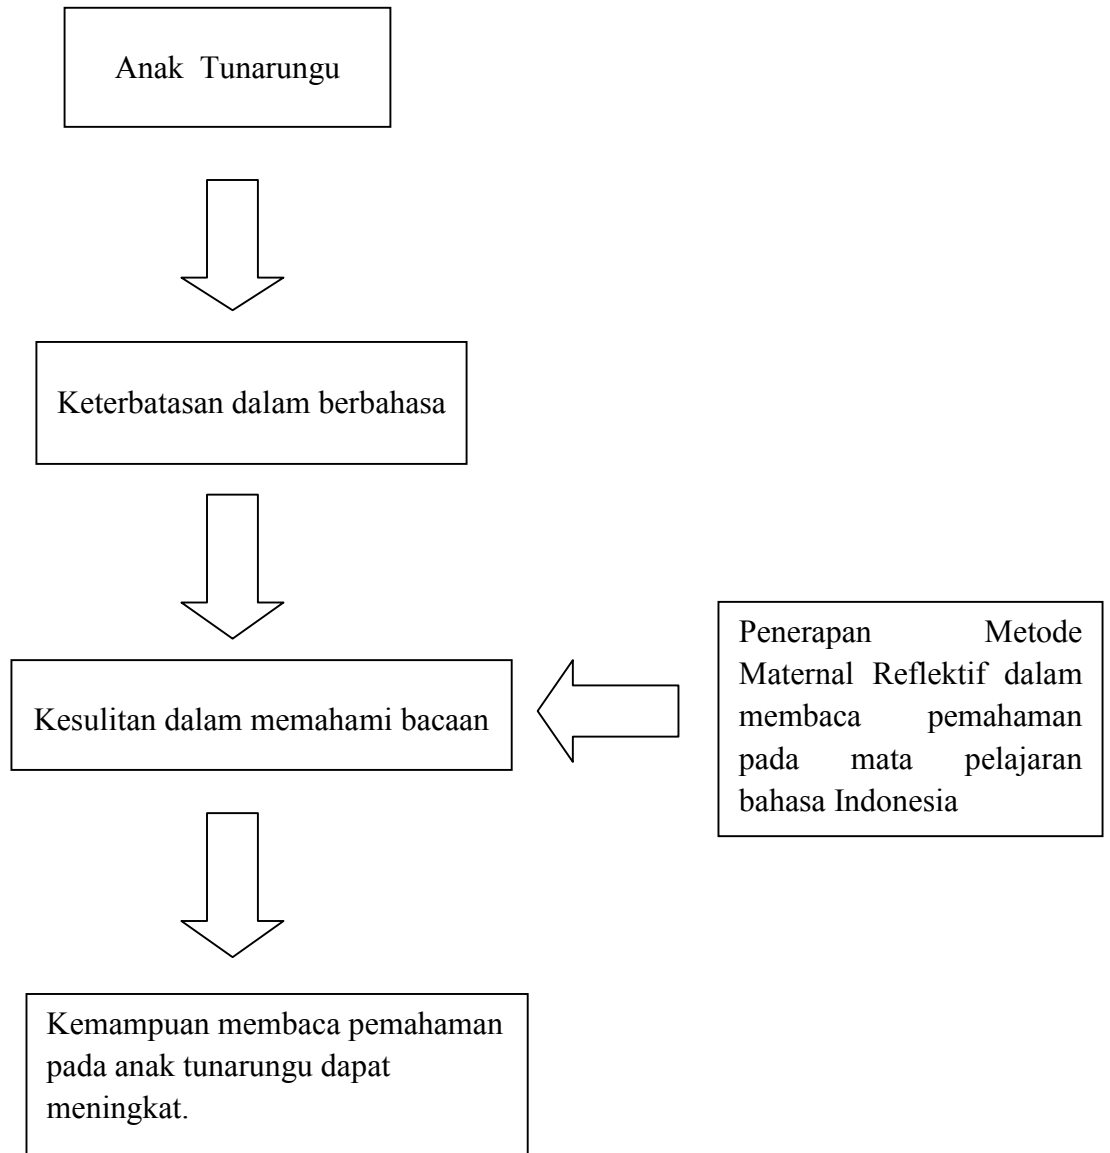 Anak Tunarungu
Keterbatasan dalam berbahasa
Kesulitan dalam memahami bacaan
Penerapan Metode
Maternal Reflektif dalam
membaca pemahaman
pada mata pelajaran
bahasa Indonesia
Kemampuan membaca pemahaman
pada anak tunarungu dapat
meningkat.